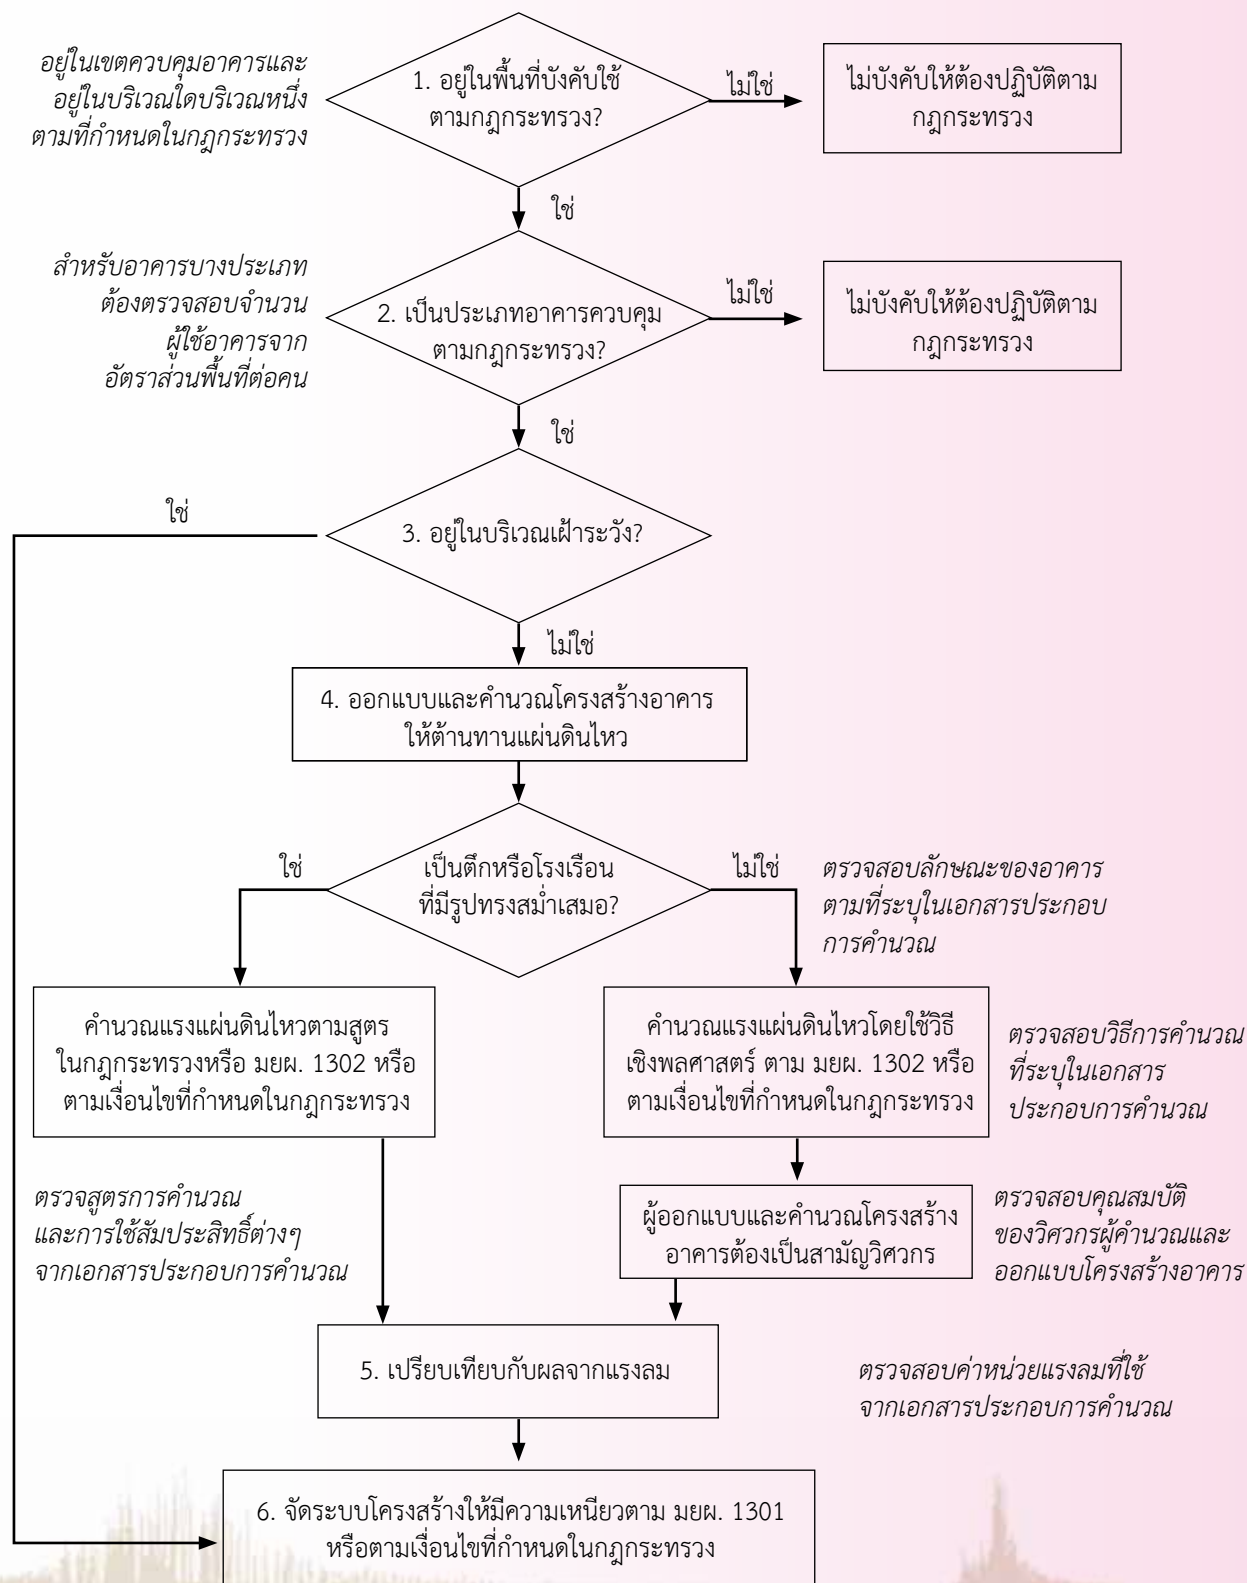 อยู่ในเขตควบคุมอาคารและ
อยู่ในบริเวณใดบริเวณหนึ่ง
ตามที่กำหนดในกฎกระทรวง
1. อยู่ในพื้นที่บังคับใช้
ตามกฎกระทรวง?
ไม่ใช่
ไม่บังคับให้ต้องปฏิบัติตาม
กฎกระทรวง
ใช่
สำหรับอาคารบางประเภท
ต้องตรวจสอบจำนวน
ผู้ใช้อาคารจาก
อัตราส่วนพื้นที่ต่อคน
2. เป็นประเภทอาคารควบคุม
ตามกฎกระทรวง?
ไม่ใช่
ไม่บังคับให้ต้องปฏิบัติตาม
กฎกระทรวง
ใช่
ใช่
3. อยู่ในบริเวณเฝ้าระวัง?
ไม่ใช่
4. ออกแบบและคำนวณโครงสร้างอาคาร
ให้ต้านทานแผ่นดินไหว
ใช่
เป็นตึกหรือโรงเรือน
ที่มีรูปทรงสม่ำเสมอ?
ไม่ใช่
ตรวจสอบลักษณะของอาคาร
ตามที่ระบุในเอกสารประกอบ
การคำนวณ
คำนวณแรงแผ่นดินไหวตามสูตร
ในกฎกระทรวงหรือ มยผ. 1302 หรือ
ตามเงื่อนไขที่กำหนดในกฎกระทรวง
คำนวณแรงแผ่นดินไหวโดยใช้วิธี
เชิงพลศาสตร์ ตาม มยผ. 1302 หรือ
ตามเงื่อนไขที่กำหนดในกฎกระทรวง
ตรวจสอบวิธีการคำนวณ
ที่ระบุในเอกสาร
ประกอบการคำนวณ
ตรวจสูตรการคำนวณ
และการใช้สัมประสิทธิ์ต่างๆ
จากเอกสารประกอบการคำนวณ
ผู้ออกแบบและคำนวณโครงสร้าง
อาคารต้องเป็นสามัญวิศวกร
ตรวจสอบคุณสมบัติ
ของวิศวกรผู้คำนวณและ
ออกแบบโครงสร้างอาคาร
5. เปรียบเทียบกับผลจากแรงลม
ตรวจสอบค่าหน่วยแรงลมที่ใช้
จากเอกสารประกอบการคำนวณ
6. จัดระบบโครงสร้างให้มีความเหนียวตาม มยผ. 1301
หรือตามเงื่อนไขที่กำหนดในกฎกระทรวง